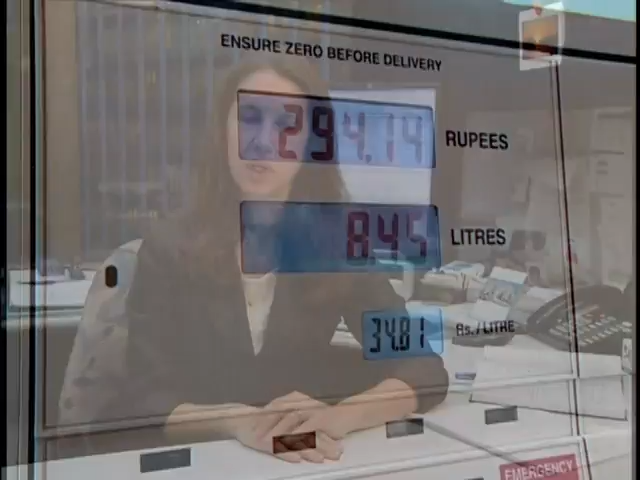 ENSURE ZERO BEFORE DELIVERY
294.14 RUPEES
8.45 LITRES
34.81 Rs./LITRE
EMERGENCY